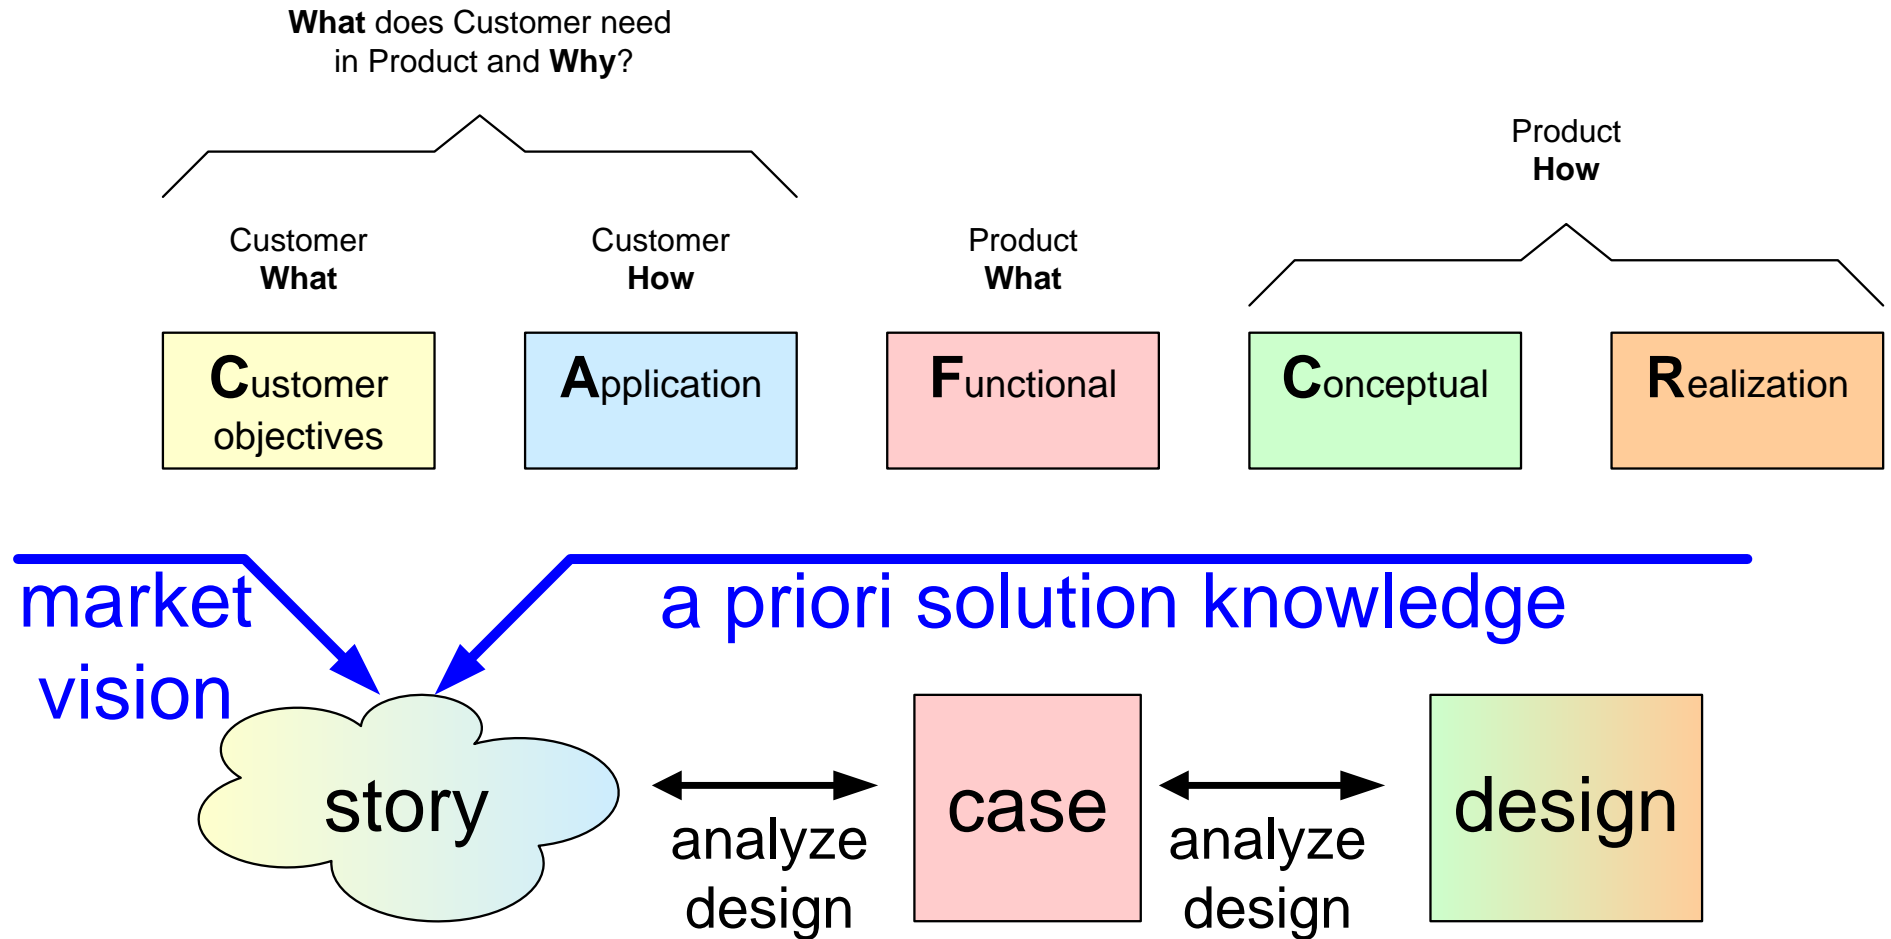 What does Customer need
in Product and Why?
Product
How
Customer
What
Customer
How
Product
What
Customer
objectives
Application
Functional
Conceptual
Realization
market
vision
a priori solution knowledge
story
analyze
design
case
analyze
design
design